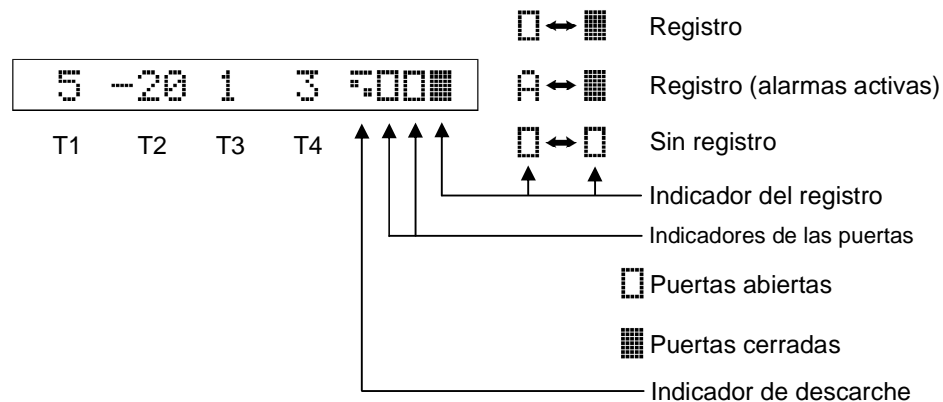 Registro
5 -20 1 3
Registro (alarmas activas)
A
T1 T2 T3 T4
Sin registro
Indicador del registro
Indicadores de las puertas
Puertas abiertas
Puertas cerradas
Indicador de descarche